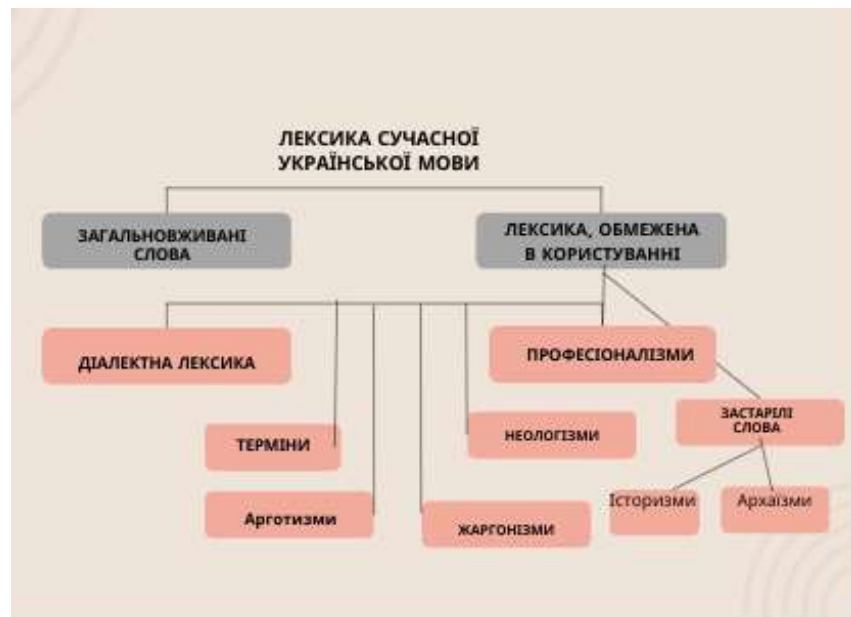 ЛЕКСИКА СУЧАСНОЇ
УКРАЇНСЬКОЇ МОВИ
ЗАГАЛЬНОВЖИВАНІ
СЛОВА
ЛЕКСИКА, ОБМЕЖЕНА
В КОРИСТУВАННІ
ДІАЛЕКТНА ЛЕКСИКА
ПРОФЕСІОНАЛІЗМИ
ТЕРМІНИ
НЕОЛОГІЗМИ
ЗАСТАРІЛІ
СЛОВА
Арготизми
ЖАРГОНІЗМИ
Історизми
Архаїзми